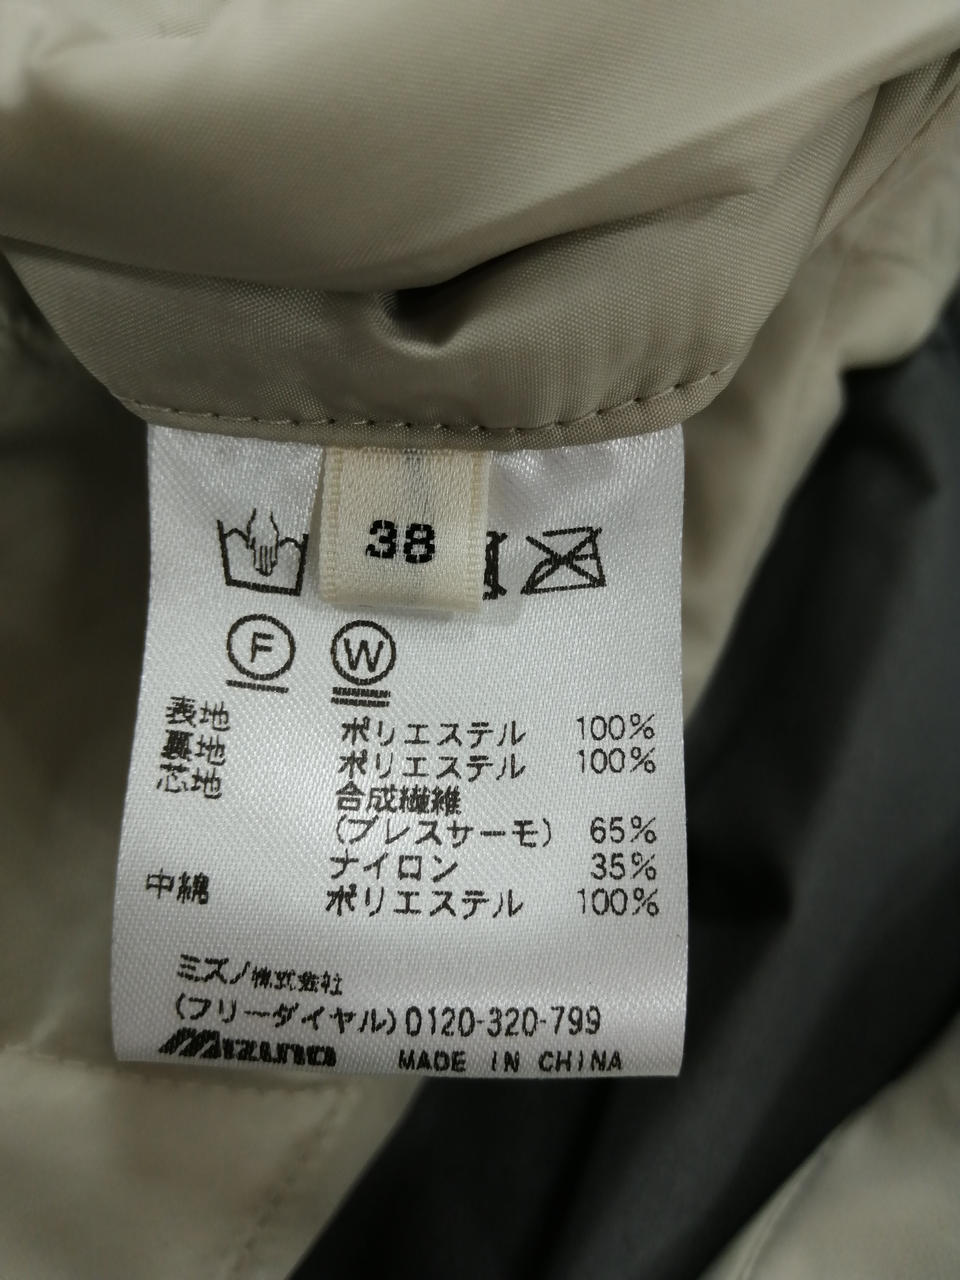 38
F W
表地 ポリエステル 100%
裏地 ポリエステル 100%
芯地 合成繊維
(ブレスサーモ) 65%
ナイロン 35%
中綿 ポリエステル 100%
ミズノ株式会社
(フリーダイヤル)0120-320-799
MIZUNO MADE IN CHINA